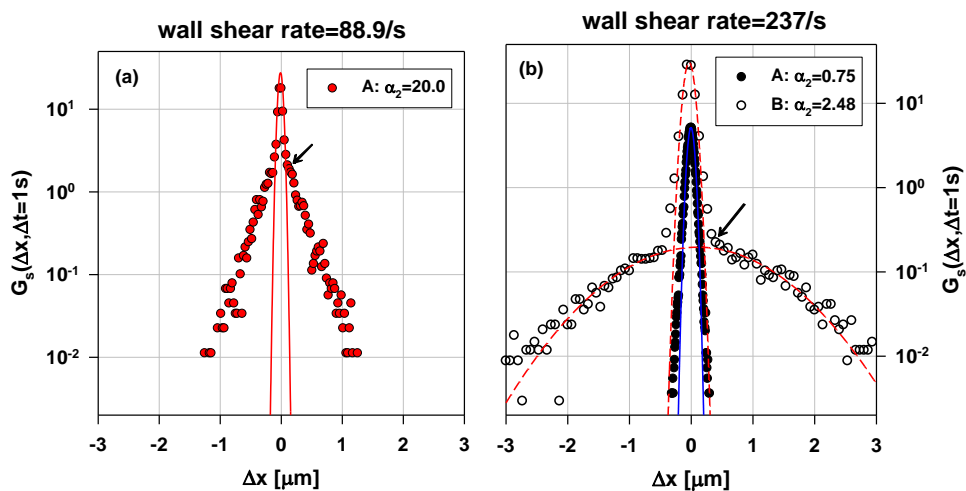 wall shear rate=88.9/s
(a)
A: α₂=20.0
10¹
10⁰
10⁻¹
10⁻²
Gₛ(Δx,Δt=1s)
-3 -2 -1 0 1 2 3
Δx [μm]
wall shear rate=237/s
(b)
A: α₂=0.75
B: α₂=2.48
10¹
10⁰
10⁻¹
10⁻²
Gₛ(Δx,Δt=1s)
-3 -2 -1 0 1 2 3
Δx [μm]